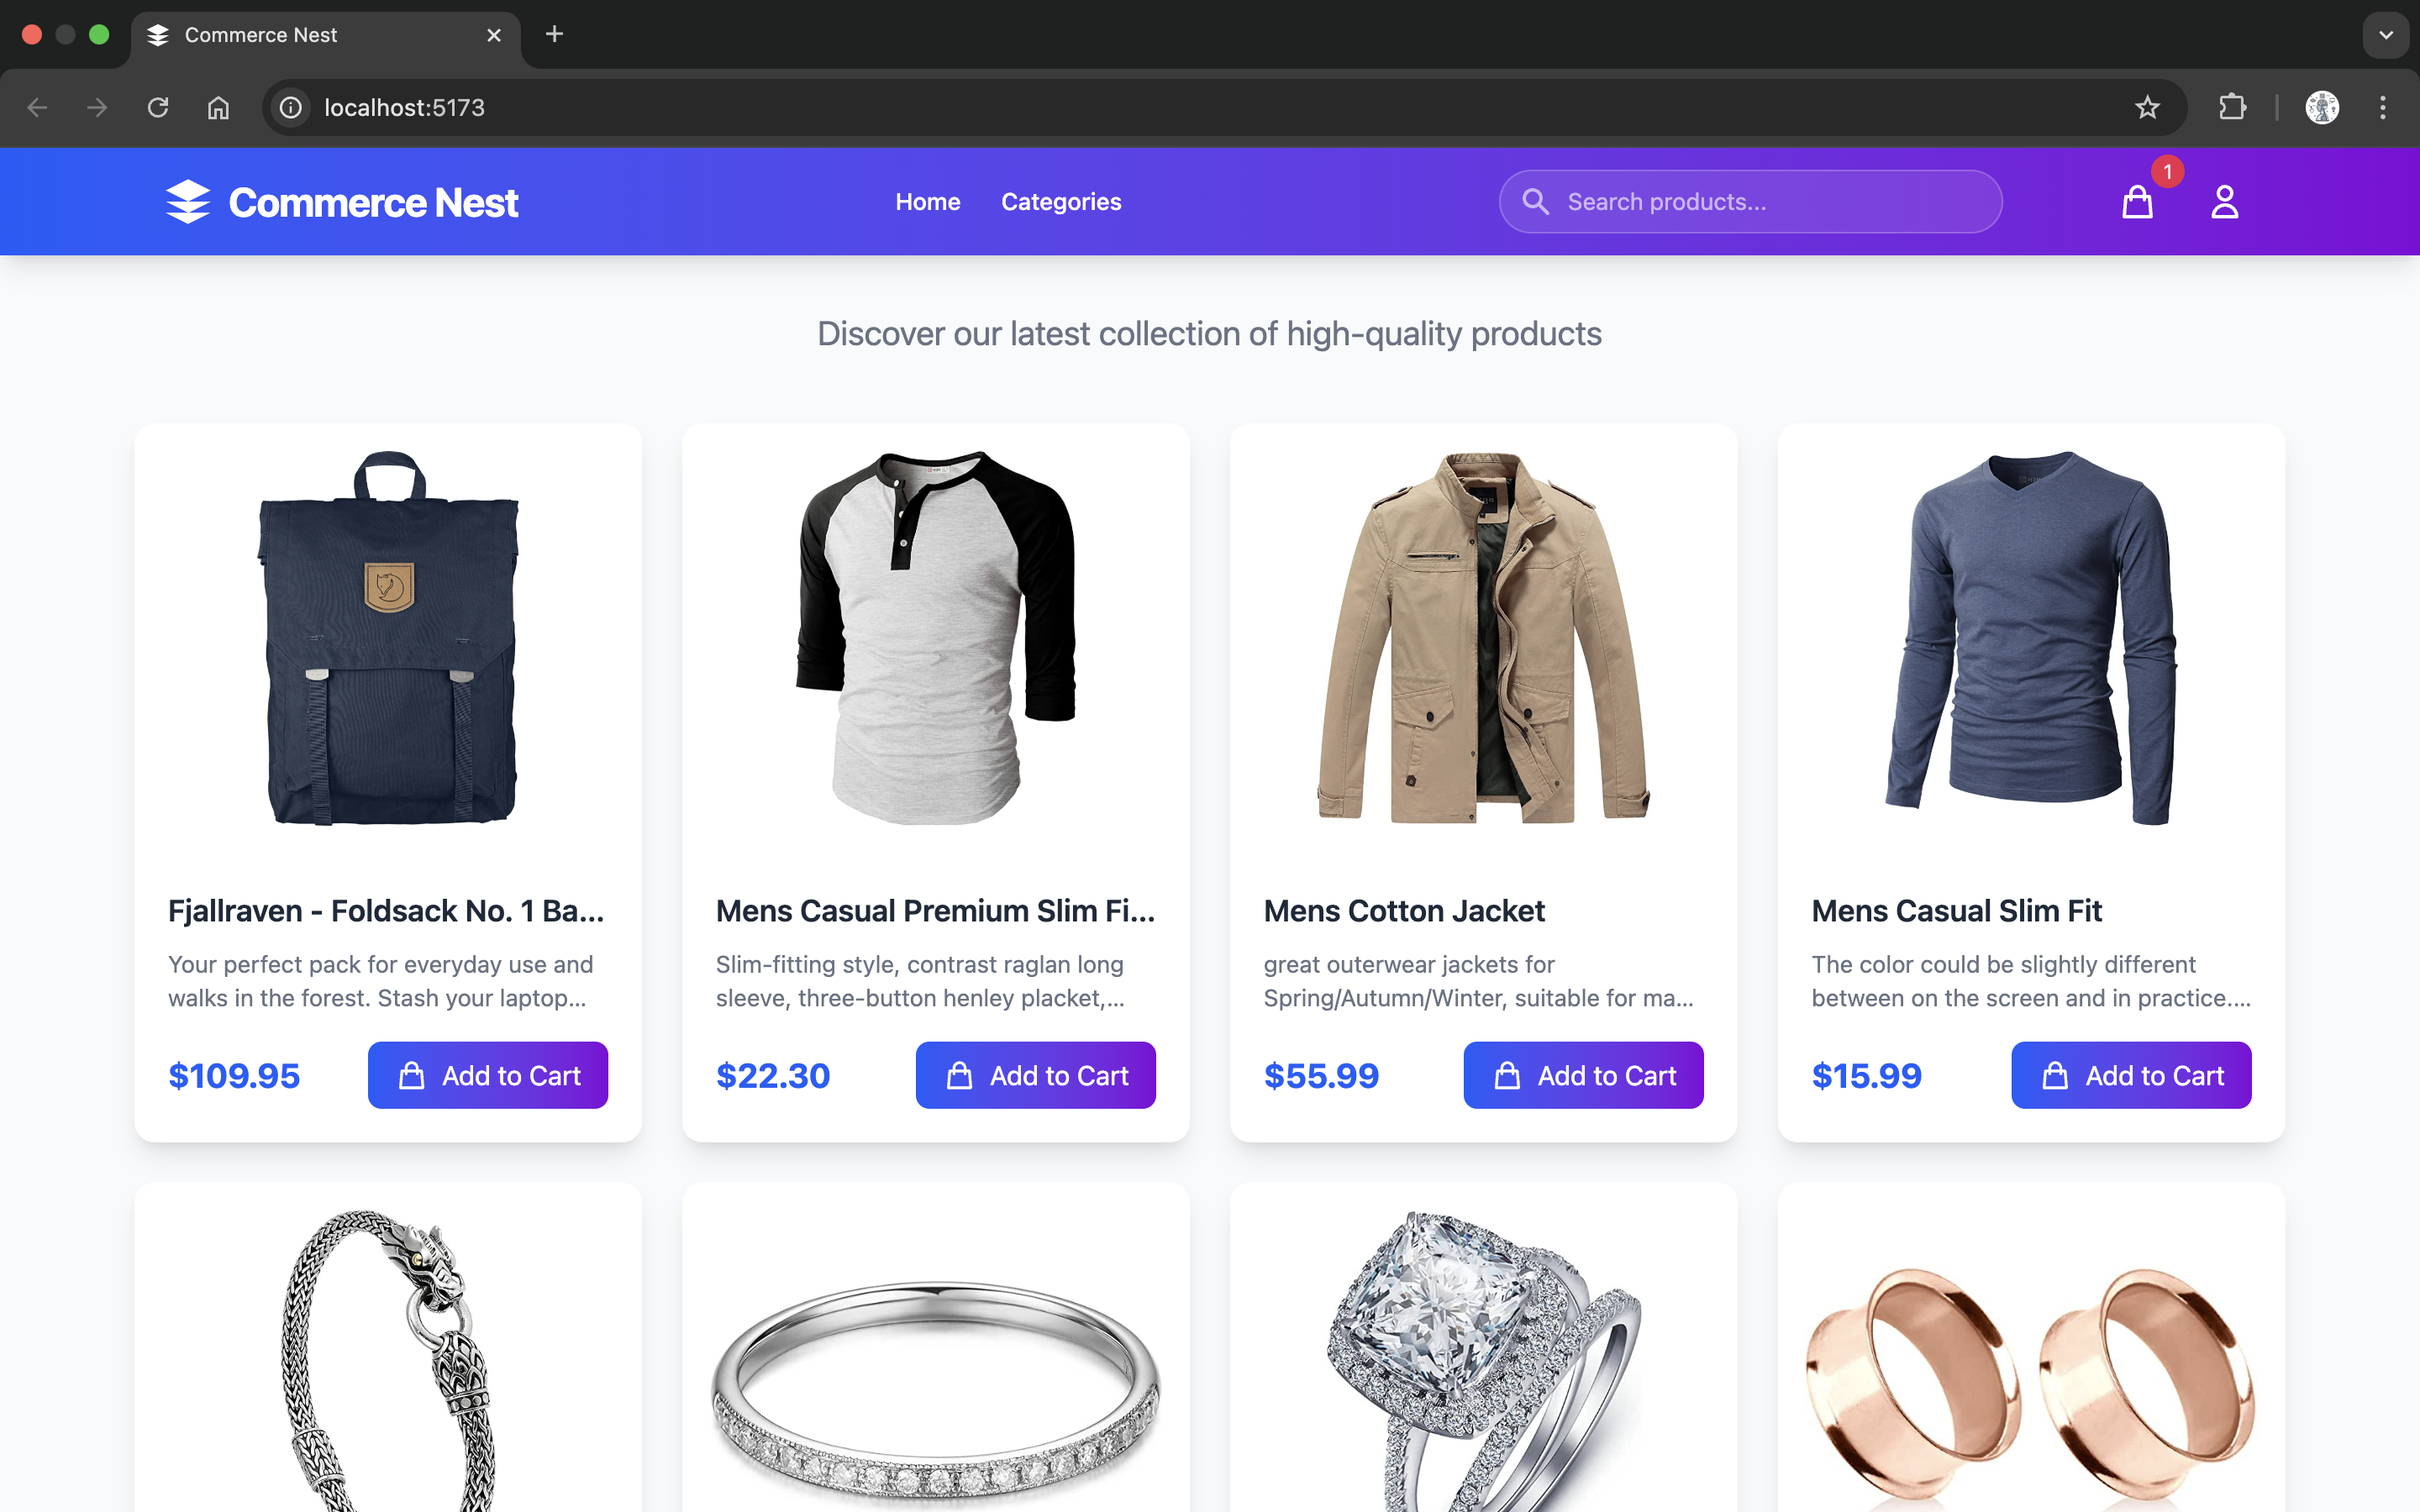 Commerce Nest
localhost:5173
Commerce Nest
Home
Categories
Search products...
1
Discover our latest collection of high-quality products
Fjallraven - Foldsack No. 1 Ba...
Your perfect pack for everyday use and
walks in the forest. Stash your laptop...
$109.95
Add to Cart
Mens Casual Premium Slim Fi...
Slim-fitting style, contrast raglan long
sleeve, three-button henley placket,...
$22.30
Add to Cart
Mens Cotton Jacket
great outerwear jackets for
Spring/Autumn/Winter, suitable for ma...
$55.99
Add to Cart
Mens Casual Slim Fit
The color could be slightly different
between on the screen and in practice....
$15.99
Add to Cart